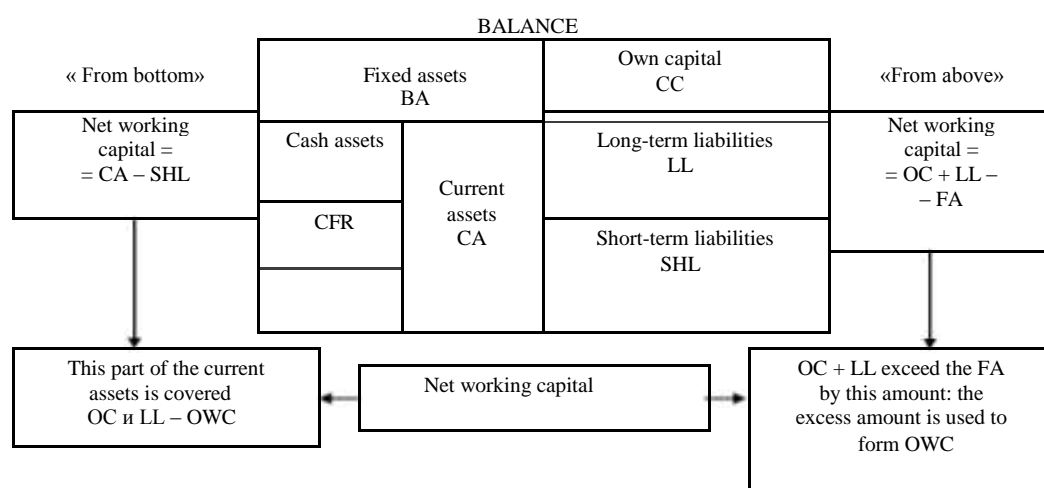 BALANCE
« From bottom»
Fixed assets
BA
Own capital
CC
«From above»
Net working
capital =
= CA – SHL
Cash assets
CFR
Current
assets
CA
Long-term liabilities
LL
Short-term liabilities
SHL
Net working
capital =
= OC + LL –
– FA
This part of the current
assets is covered
OC и LL – OWC
Net working capital
OC + LL exceed the FA
by this amount: the
excess amount is used to
form OWC